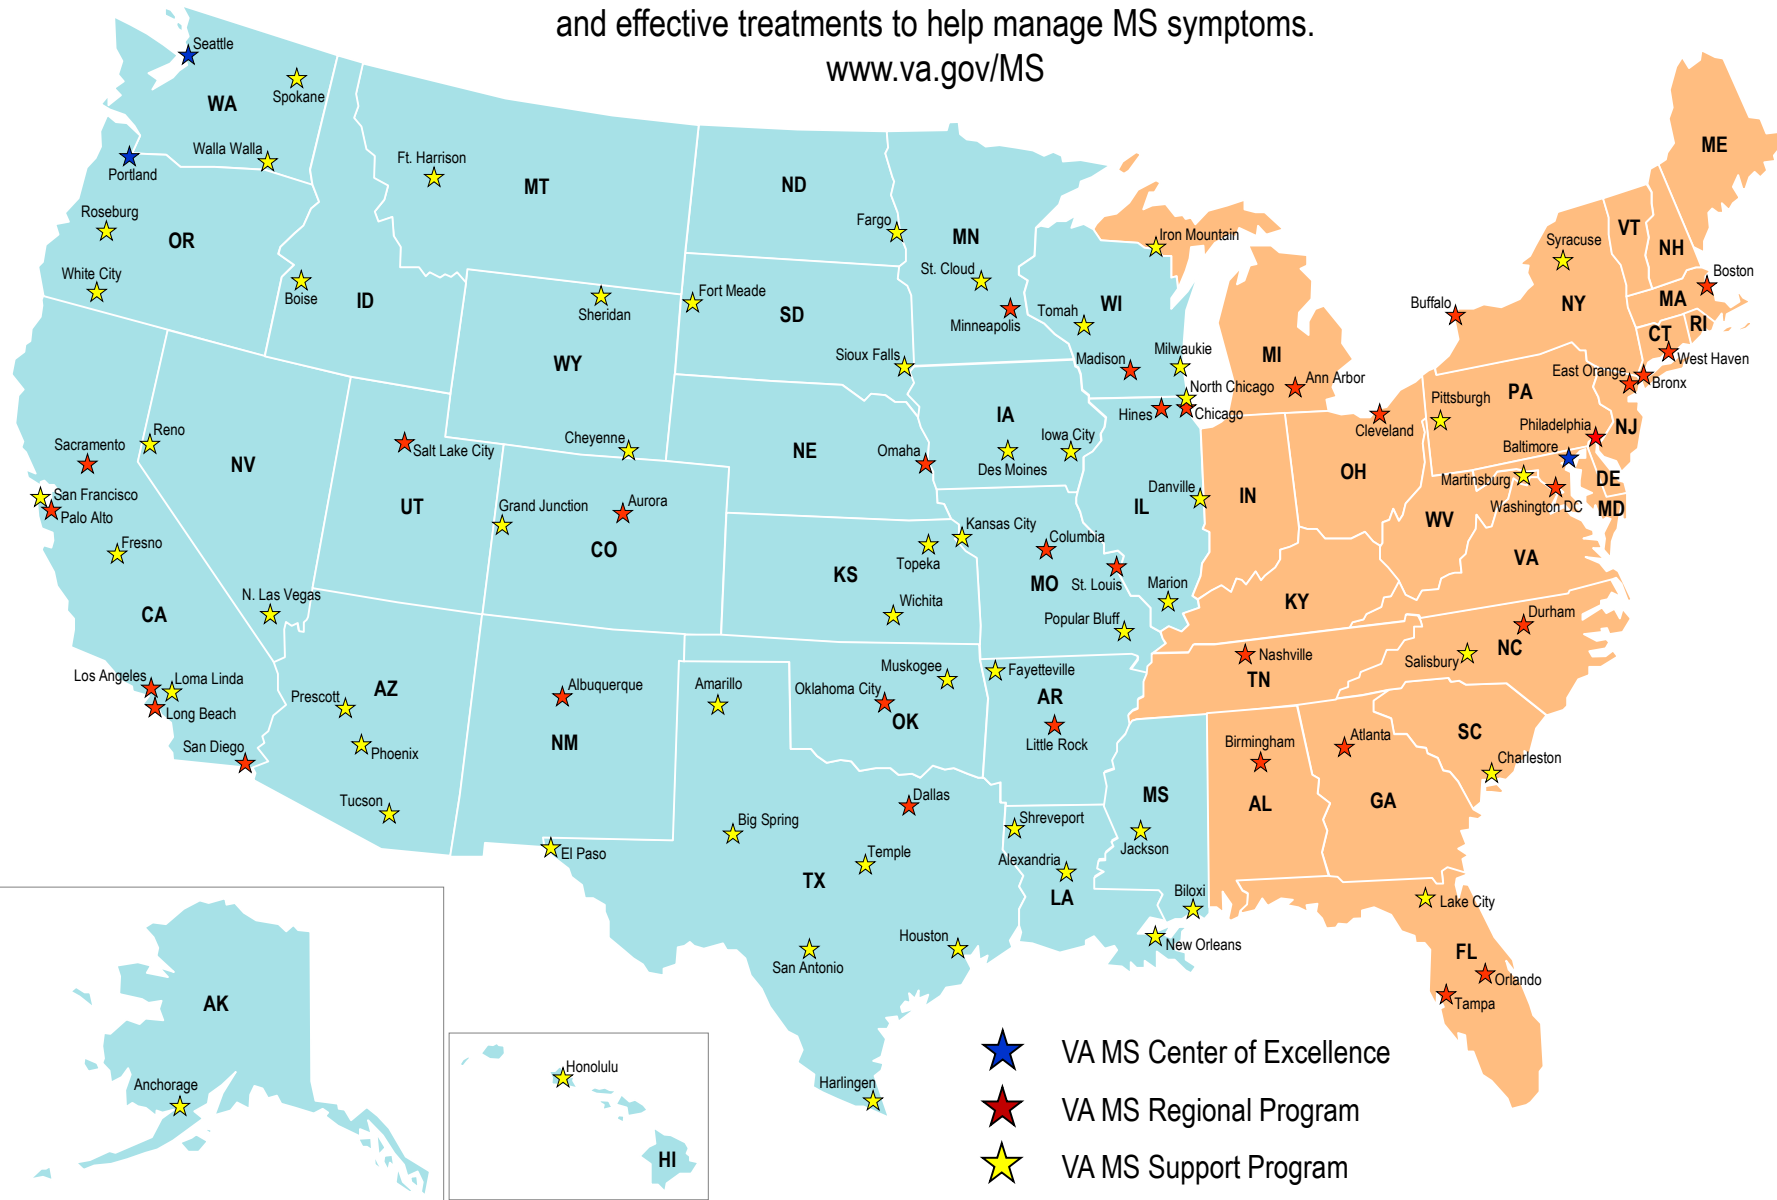 and effective treatments to help manage MS symptoms.
www.va.gov/MS
Seattle
Spokane
WA
Walla Walla
Portland
Ft. Harrison
MT
ND
ME
Roseburg
OR
Fargo
MN
Iron Mountain
VT
NH
Syracuse
White City
Boise
ID
Sheridan
Fort Meade
SD
St. Cloud
Minneapolis
Tomah
WI
Boston
MA
NY
Buffalo
RI
CT
West Haven
WY
Sioux Falls
Madison
Milwaukie
MI
Ann Arbor
East Orange
Bronx
North Chicago
Hines
Chicago
IA
Cleveland
Pittsburgh
PA
Philadelphia
NJ
Reno
Sacramento
NV
Salt Lake City
Cheyenne
NE
Omaha
Des Moines
Iowa City
Baltimore
San Francisco
Palo Alto
UT
Grand Junction
Aurora
CO
Danville
IL
IN
OH
Martinsburg
Washington DC
DE
MD
WV
Fresno
Kansas City
Topeka
Columbia
MO
St. Louis
KS
VA
CA
N. Las Vegas
Wichita
Marion
Popular Bluff
KY
Durham
NC
Salisbury
Los Angeles
Loma Linda
Long Beach
Prescott
AZ
Albuquerque
Amarillo
Muskogee
Oklahoma City
OK
Fayetteville
AR
Little Rock
Nashville
TN
San Diego
Phoenix
NM
Birmingham
Atlanta
SC
Charleston
Tucson
El Paso
Big Spring
Dallas
Temple
TX
Shreveport
Alexandria
LA
MS
Jackson
AL
GA
Biloxi
New Orleans
Lake City
San Antonio
Houston
FL
Orlando
Tampa
AK
Anchorage
Honolulu
HI
Harlingen
VA MS Center of Excellence
VA MS Regional Program
VA MS Support Program